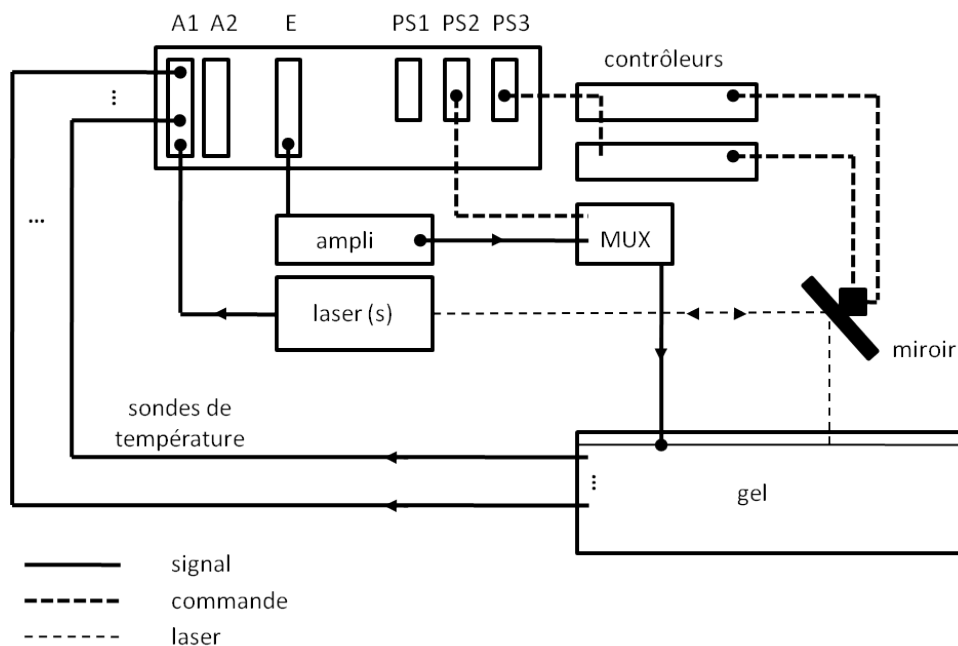 A1 A2 E PS1 PS2 PS3
contrôleurs
...
...
ampli
MUX
laser (s)
miroir
sondes de
température
...
gel
signal
commande
laser